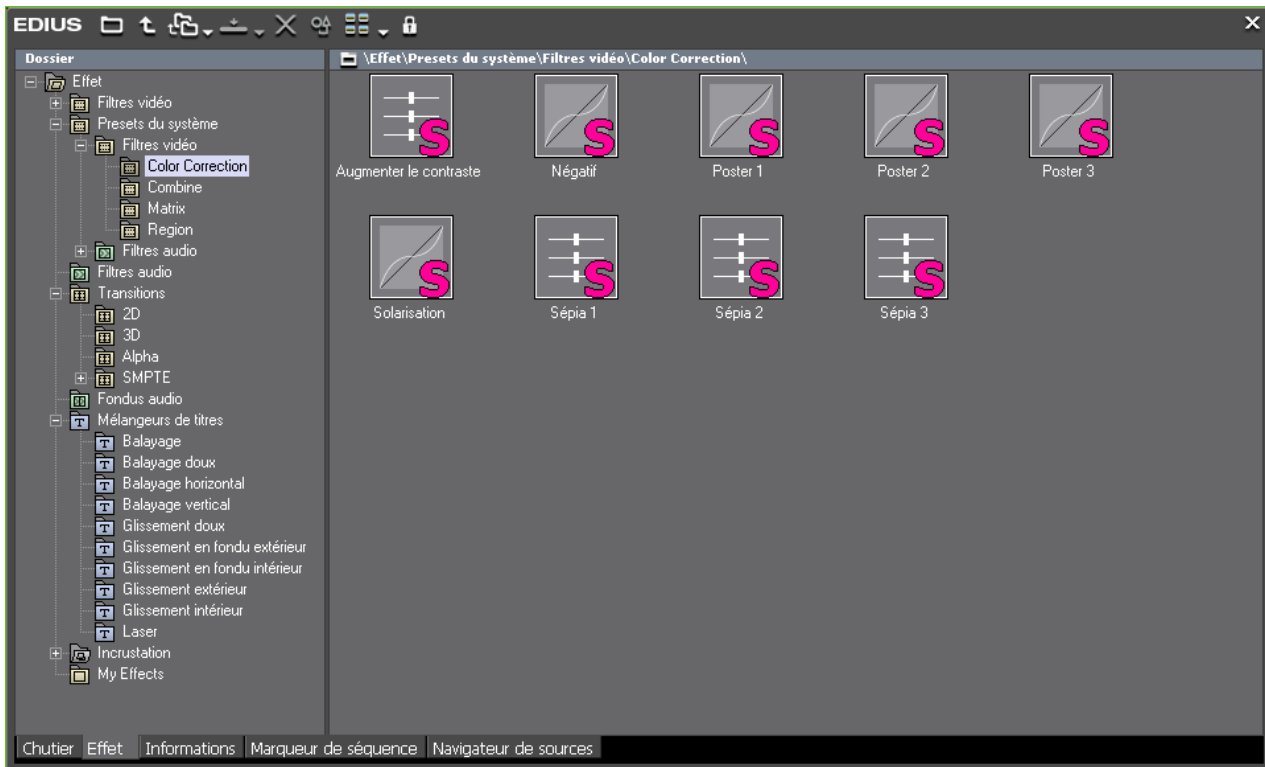 EDIUS
Dossier
\Effet\Presets du système\Filtres vidéo\Color Correction\
Effet
Filtres vidéo
Presets du système
Filtres vidéo
Color Correction
Combine
Matrix
Region
Filtres audio
Filtres audio
Transitions
2D
3D
Alpha
SMPTE
Fondus audio
Mélangeurs de titres
Balayage
Balayage doux
Balayage horizontal
Balayage vertical
Glissement doux
Glissement en fondu extérieur
Glissement en fondu intérieur
Glissement extérieur
Glissement intérieur
Laser
Incrustation
My Effects
S S S S S
Augmenter le contraste Négatif Poster 1 Poster 2 Poster 3
S S S S
Solarisation Sépia 1 Sépia 2 Sépia 3
Chutier Effet Informations Marqueur de séquence Navigateur de sources